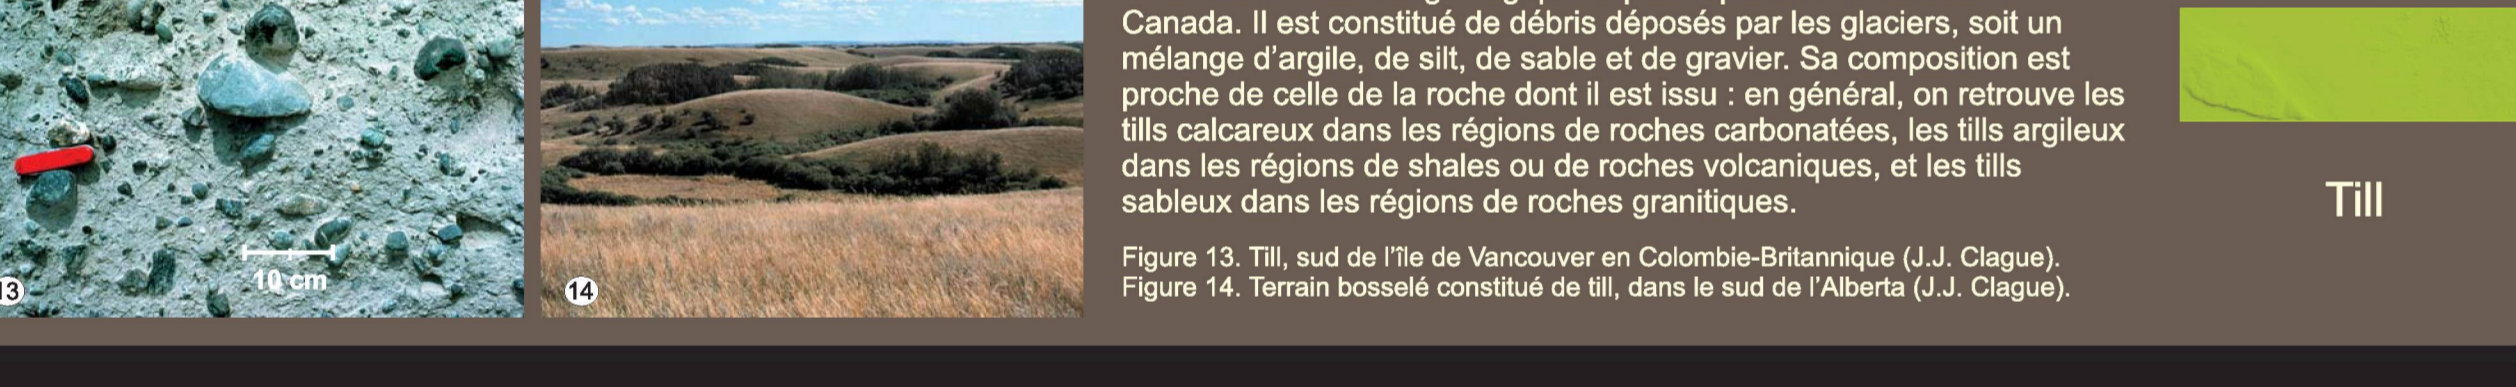 Canada. Il est constitué de débris déposés par les glaciers, soit un
mélange d'argile, de silt, de sable et de gravier. Sa composition est
proche de celle de la roche dont il est issu : en général, on retrouve les
tills calcareux dans les régions de roches carbonatées, les tills argileux
dans les régions de shales ou de roches volcaniques, et les tills
sableux dans les régions de roches granitiques.
Till
Figure 13. Till, sud de l'île de Vancouver en Colombie-Britannique (J.J. Clague).
Figure 14. Terrain bosselé constitué de till, dans le sud de l'Alberta (J.J. Clague).
10 cm
13
14